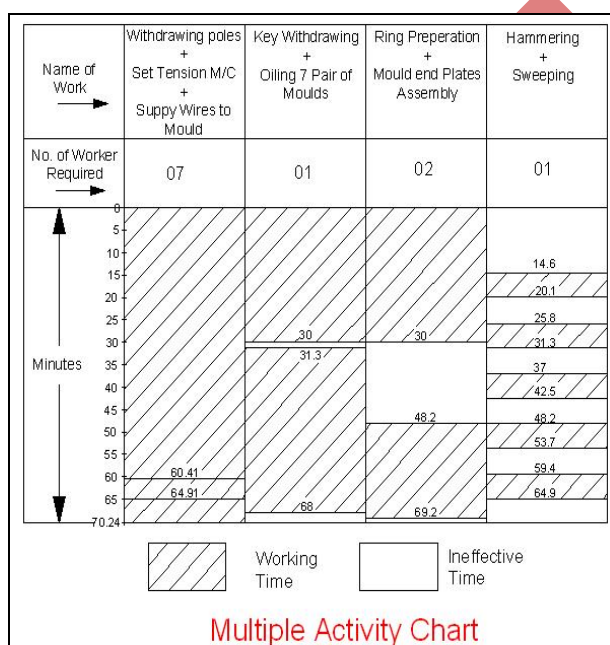 Name of
Work
Withdrawing poles
+
Set Tension M/C
+
Suppy Wires to
Mould
Key Withdrawing
+
Oiling 7 Pair of
Moulds
Ring Preperation
+
Mould end Plates
Assembly
Hammering
+
Sweeping
No. of Worker
Required
07
01
02
01
Minutes
0
5
10
15
20
25
30
35
40
45
50
55
60
65
70.24
60.41
64.91
30
31.3
68
30
48.2
69.2
14.6
20.1
25.8
31.3
37
42.5
48.2
53.7
59.4
64.9
Working
Time
Ineffective
Time
Multiple Activity Chart